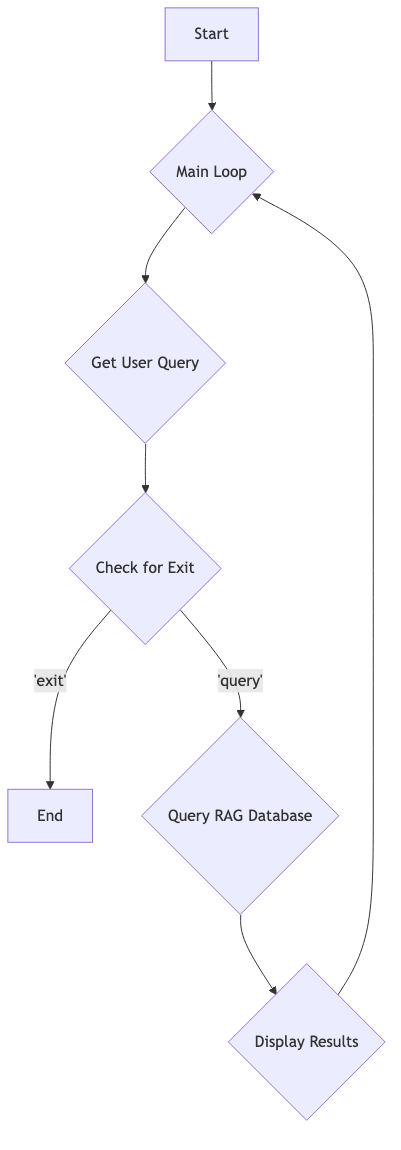 Start
Main Loop
Get User Query
Check for Exit
'exit'
'query'
End
Query RAG Database
Display Results